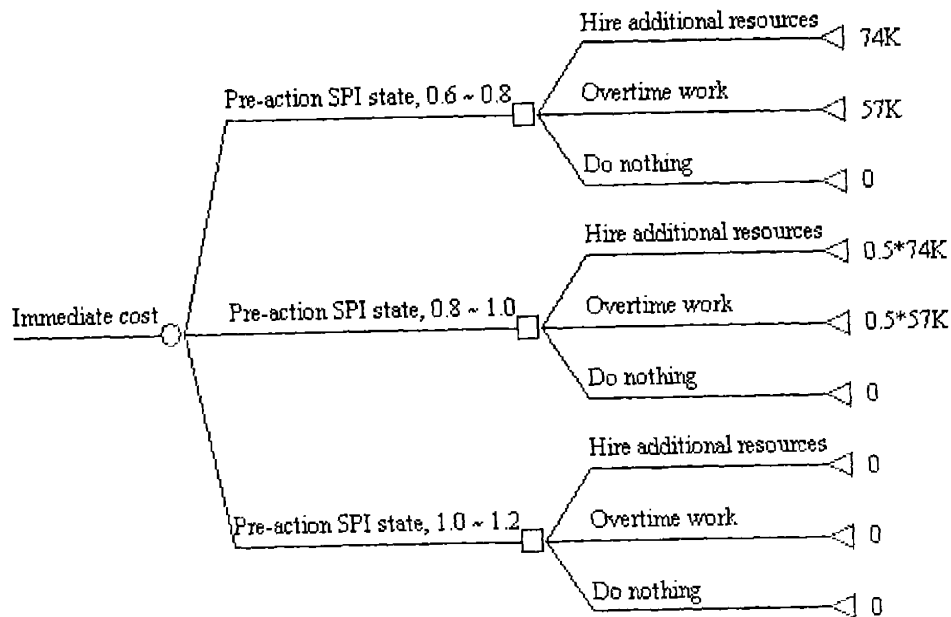 Hire additional resources
74K
Pre-action SPI state, 0.6 ~ 0.8
Overtime work
57K
Do nothing
0
Hire additional resources
0.5*74K
Immediate cost
Pre-action SPI state, 0.8 ~ 1.0
Overtime work
0.5*57K
Do nothing
0
Hire additional resources
0
Pre-action SPI state, 1.0 ~ 1.2
Overtime work
0
Do nothing
0